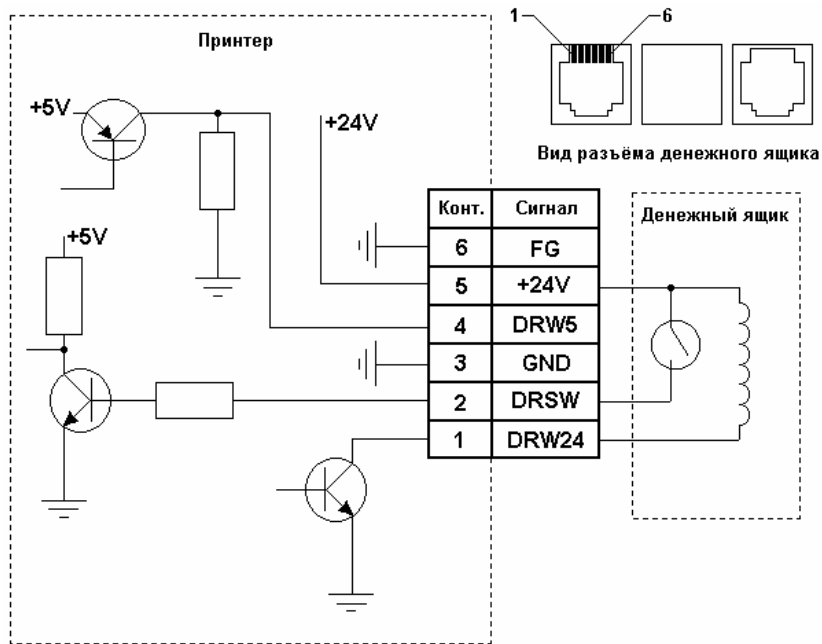 Принтер
1
6
+5V
+24V
Вид разъёма денежного ящика
Конт. Сигнал
Денежный ящик
6 FG
+5V
5 +24V
4 DRW5
3 GND
2 DRSW
1 DRW24